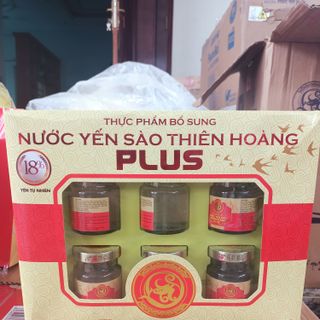 THỰC PHẨM BỔ SUNG
NƯỚC YẾN SÀO THIÊN HOÀNG
PLUS
18%
YẾN TỰ NHIÊN